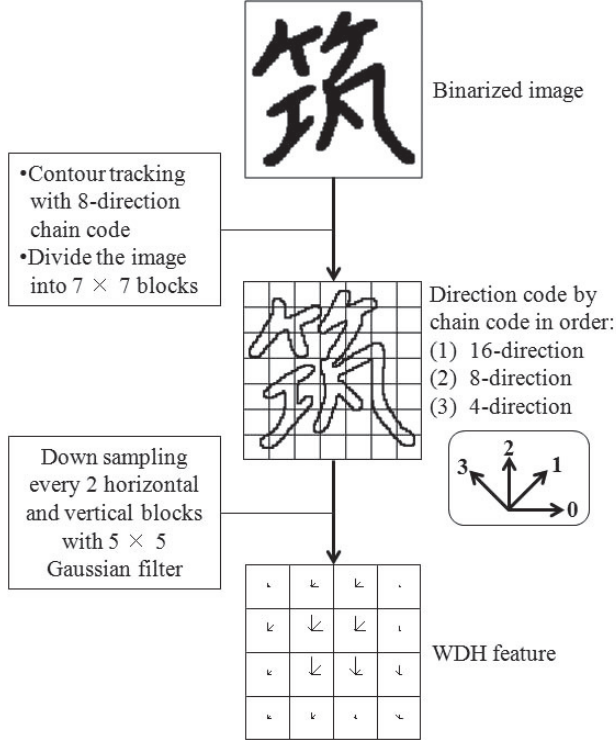 筑
Binarized image
•Contour tracking
with 8-direction
chain code
•Divide the image
into 7 × 7 blocks
筑
Direction code by
chain code in order:
(1) 16-direction
(2) 8-direction
(3) 4-direction
3
2
1
0
Down sampling
every 2 horizontal
and vertical blocks
with 5 × 5
Gaussian filter
WDH feature